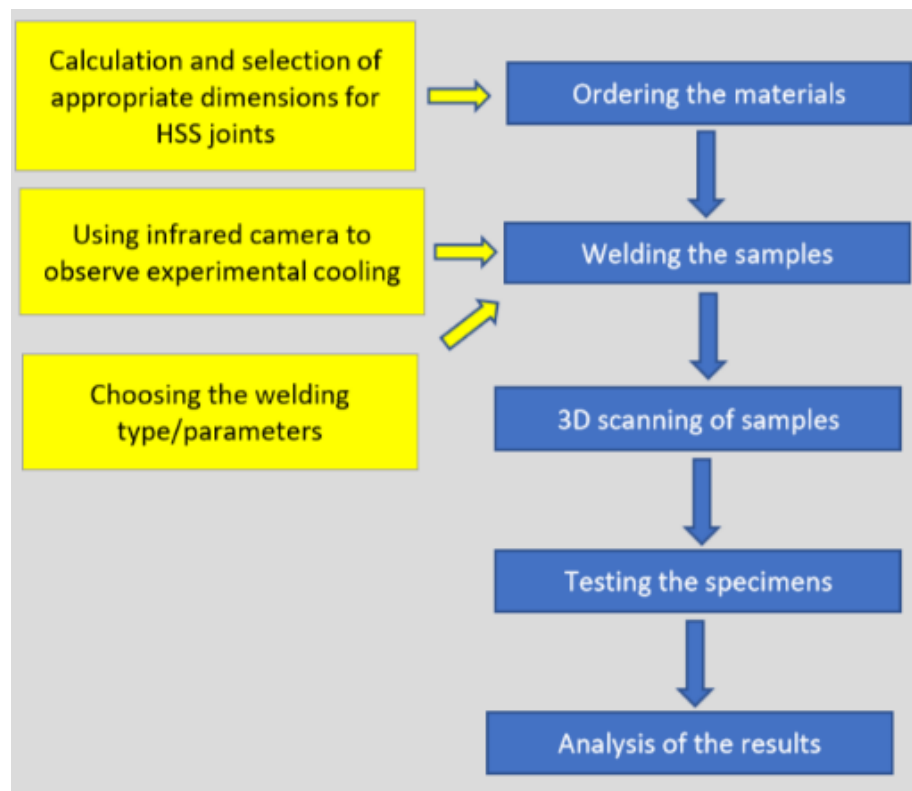 Calculation and selection of
appropriate dimensions for
HSS joints
Ordering the materials
Using infrared camera to
observe experimental cooling
Welding the samples
Choosing the welding
type/parameters
3D scanning of samples
Testing the specimens
Analysis of the results